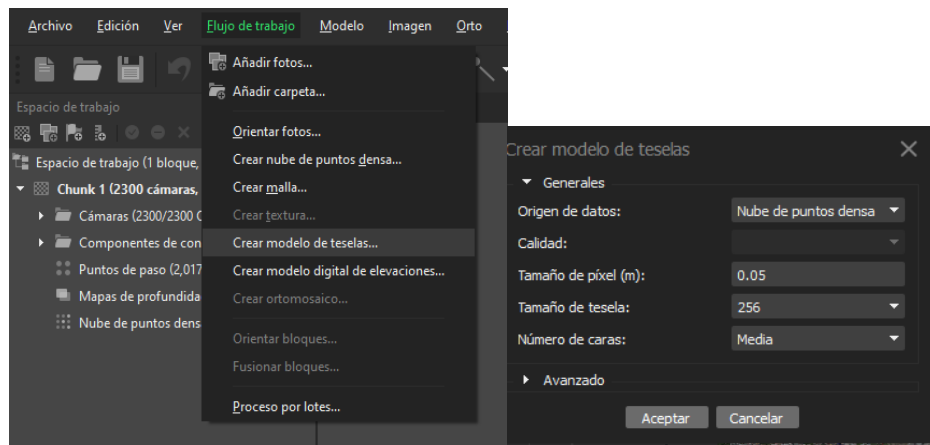 Archivo Edición Ver Flujo de trabajo Modelo Imagen Orto
Añadir fotos...
Añadir carpeta...
Espacio de trabajo
Orientar fotos...
Espacio de trabajo (1 bloque,
Crear nube de puntos densa...
Chunk 1 (2300 cámaras,
Crear malla...
Cámaras (2300/2300 C
Crear textura...
Componentes de con
Crear modelo de teselas...
Puntos de paso (2,017
Crear modelo digital de elevaciones...
Mapas de profundida
Crear ortomosaico...
Nube de puntos dens
Orientar bloques...
Fusionar bloques...
Proceso por lotes...
Crear modelo de teselas
Generales
Origen de datos: Nube de puntos densa
Calidad:
Tamaño de píxel (m): 0.05
Tamaño de tesela: 256
Número de caras: Media
Avanzado
Aceptar Cancelar